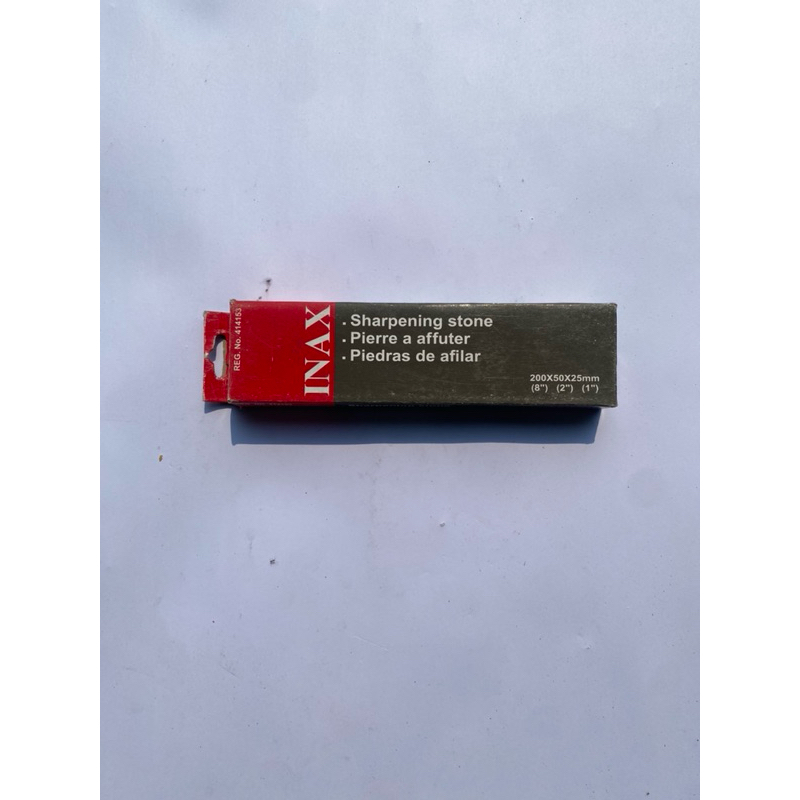 REG. No. 414153
INAX
. Sharpening stone
. Pierre a affuter
. Piedras de afilar
200X50X25mm
(8") (2") (1")